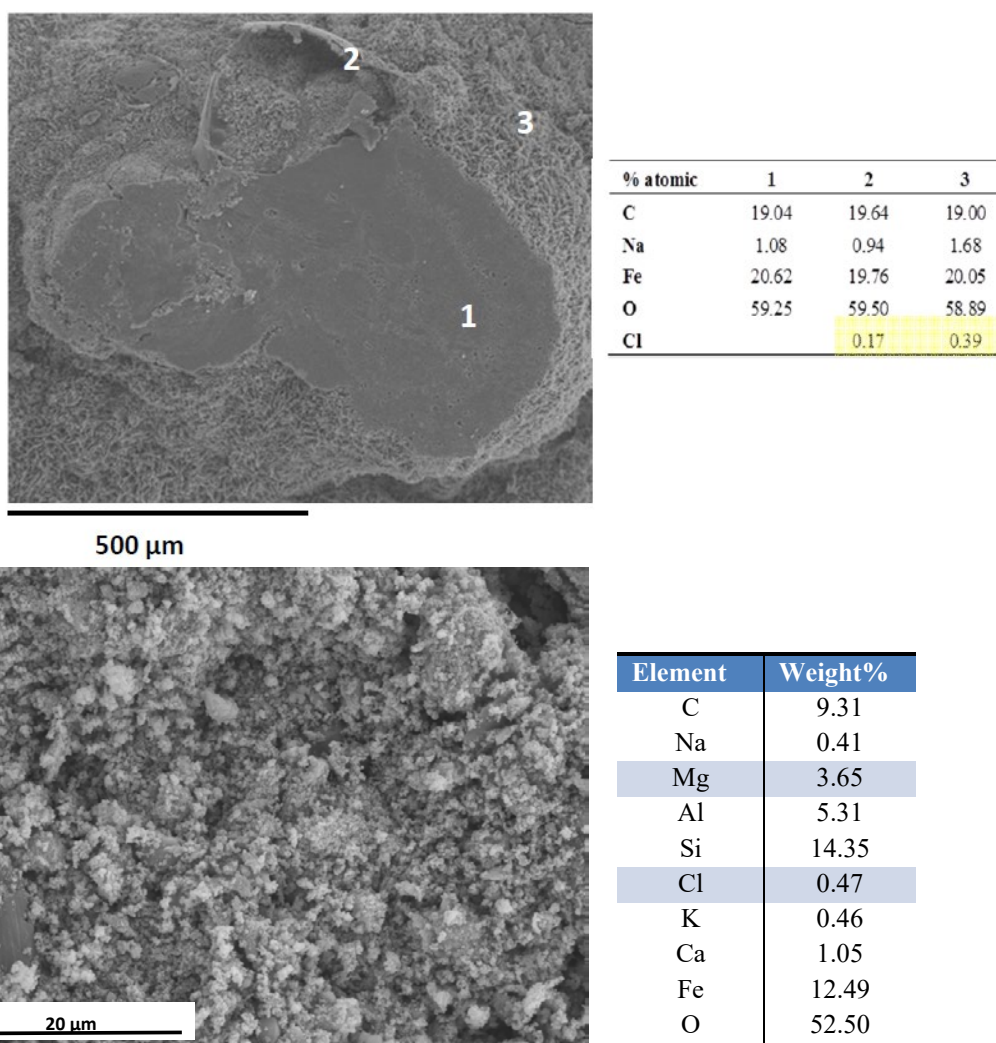 2
3
1
500 µm
% atomic 1 2 3
C 19.04 19.64 19.00
Na 1.08 0.94 1.68
Fe 20.62 19.76 20.05
O 59.25 59.50 58.89
Cl 0.17 0.39
20 µm
Element Weight%
C 9.31
Na 0.41
Mg 3.65
Al 5.31
Si 14.35
Cl 0.47
K 0.46
Ca 1.05
Fe 12.49
O 52.50